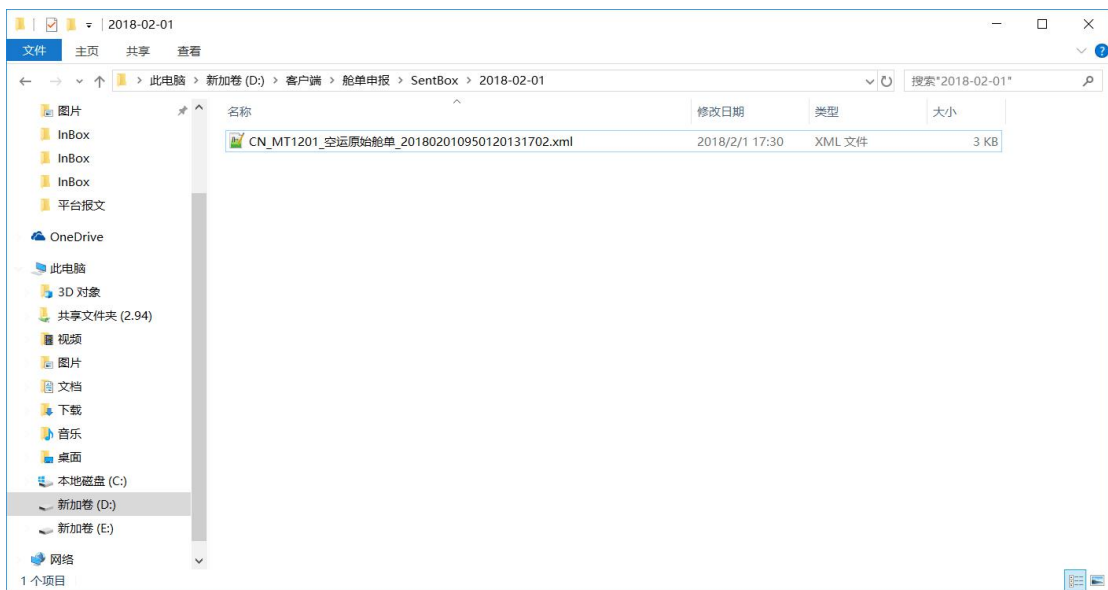 2018-02-01
文件 主页 共享 查看
此电脑 > 新加卷 (D:) > 客户端 > 舱单申报 > SentBox > 2018-02-01 搜索"2018-02-01"
图片
InBox
InBox
InBox
平台报文
OneDrive
此电脑
3D 对象
共享文件夹 (2.94)
视频
图片
文档
下载
音乐
桌面
本地磁盘 (C:)
新加卷 (D:)
新加卷 (E:)
网络
名称 修改日期 类型 大小
CN_MT1201_空运原始舱单_201802010950120131702.xml 2018/2/1 17:30 XML 文件 3 KB
1 个项目